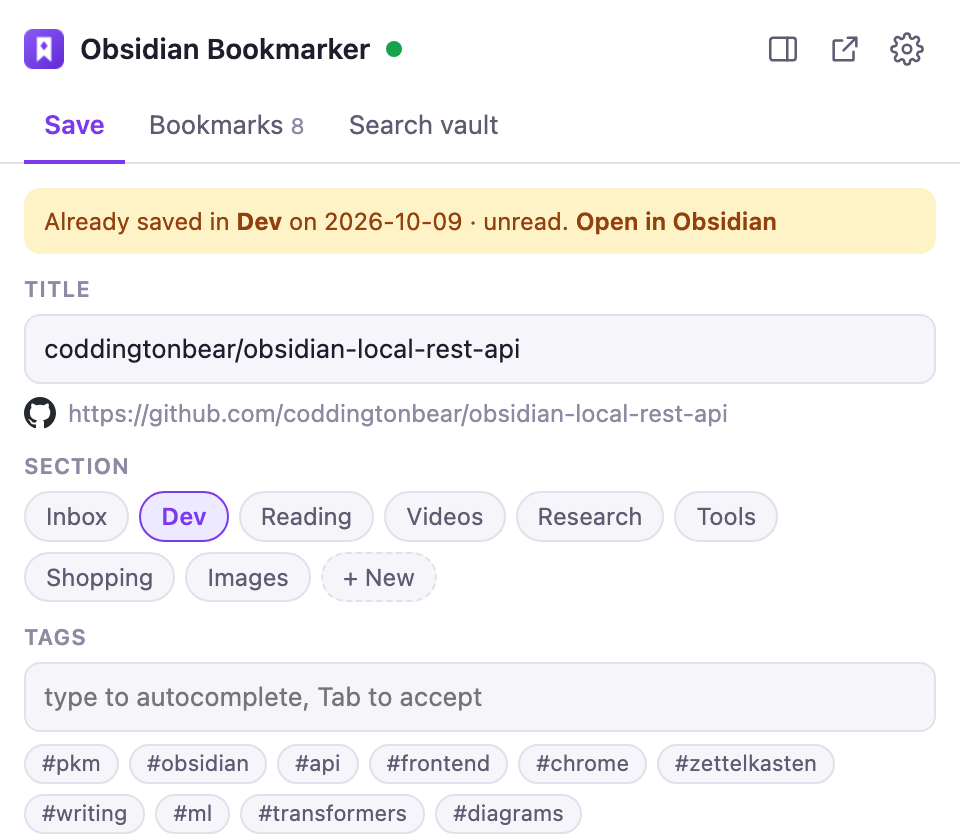 Obsidian Bookmarker
Save Bookmarks 8 Search vault
Already saved in Dev on 2026-10-09 · unread. Open in Obsidian
TITLE
coddingtonbear/obsidian-local-rest-api
https://github.com/coddingtonbear/obsidian-local-rest-api
SECTION
Inbox Dev Reading Videos Research Tools
Shopping Images + New
TAGS
type to autocomplete, Tab to accept
#pkm #obsidian #api #frontend #chrome #zettelkasten
#writing #ml #transformers #diagrams